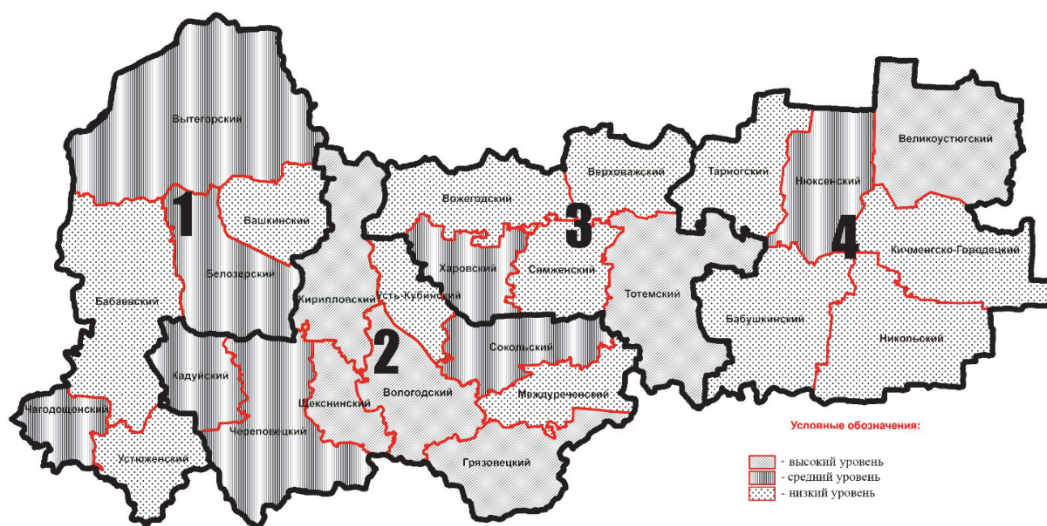 Вытегорский
Великоустюгский
Верховажский
Тарногский
Нюксенский
Вожегодский
1
3
4
Вашкинский
Кичменгско-Городецкий
Харовский
Сямженский
Белозерский
Тотемский
Бабаевский
Кирилловский
Усть-Кубинский
Бабушкинский
Никольский
2
Сокольский
Кадуйский
Междуреченский
Вологодский
Шекснинский
Чагодощенский
Череповецкий
Устюженский
Грязовецкий
Условные обозначения:
- высокий уровень
- средний уровень
- низкий уровень